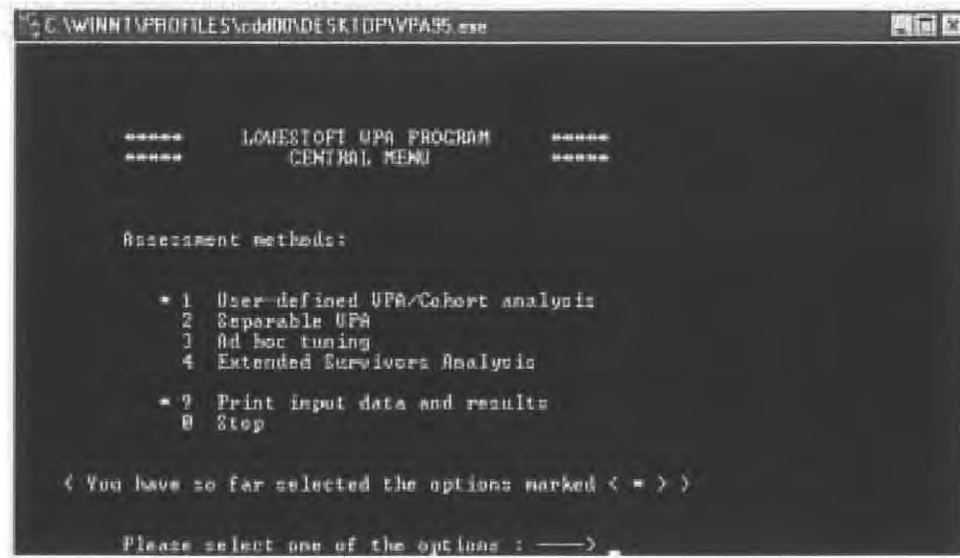 C:\WINNT\PROFILES\cdd00\DESKTOP\VPA95.exe
***** LOWESTOFT VPA PROGRAM *****
***** CENTRAL MENU *****
Assessment methods:
* 1 User-defined VPA/Cohort analysis
2 Separable VPA
3 Ad hoc tuning
4 Extended Survivors Analysis
* 9 Print input data and results
0 Stop
( You have so far selected the options marked ( * ) )
Please select one of the options : ---->